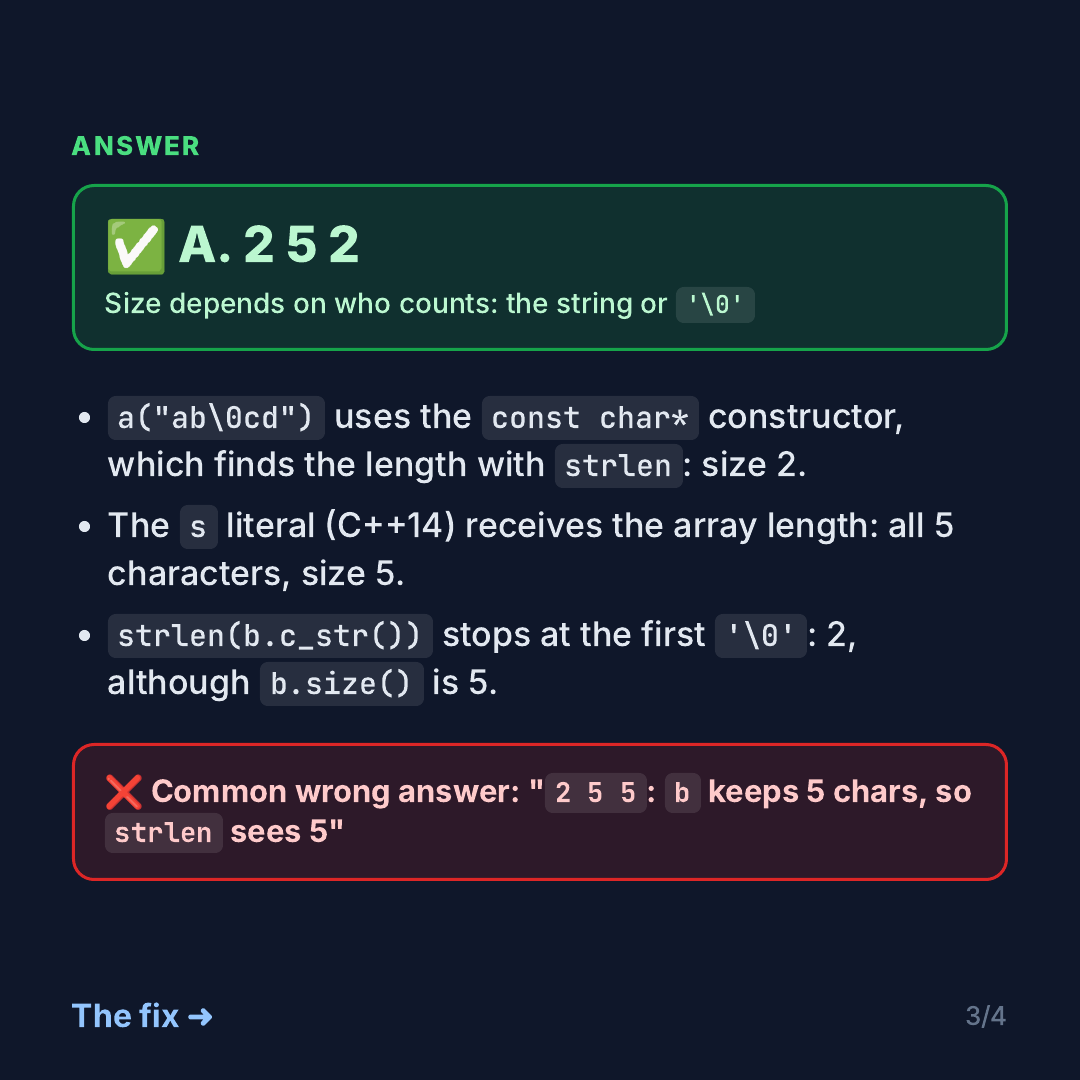 ANSWER
✅ A. 2 5 2
Size depends on who counts: the string or '\0'
• a("ab\0cd") uses the const char* constructor,
which finds the length with strlen: size 2.
• The s literal (C++14) receives the array length: all 5
characters, size 5.
• strlen(b.c_str()) stops at the first '\0': 2,
although b.size() is 5.
❌ Common wrong answer: "2 5 5: b keeps 5 chars, so
strlen sees 5"
The fix ➜
3/4